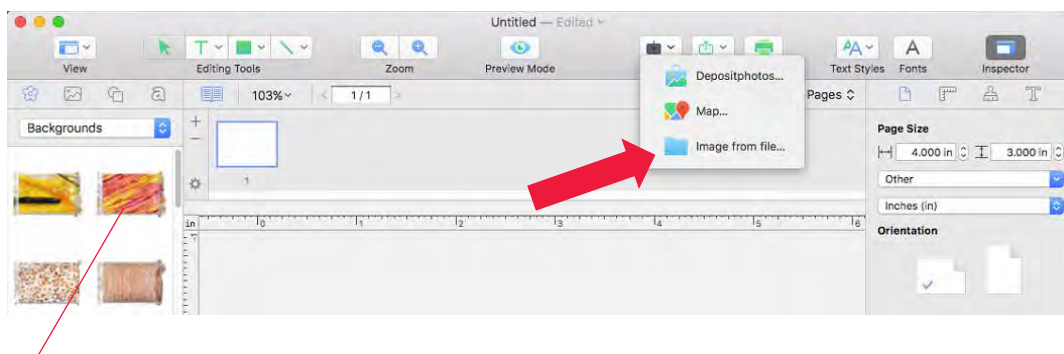 Untitled — Edited
View
Editing Tools
Zoom
Preview Mode
Text Styles
Fonts
Inspector
103%
1/1
Pages
Depositphotos...
Map...
Image from file...
Backgrounds
1
Page Size
4.000 in
3.000 in
Other
Inches (in)
Orientation
in
0
1
2
3
4
5
6